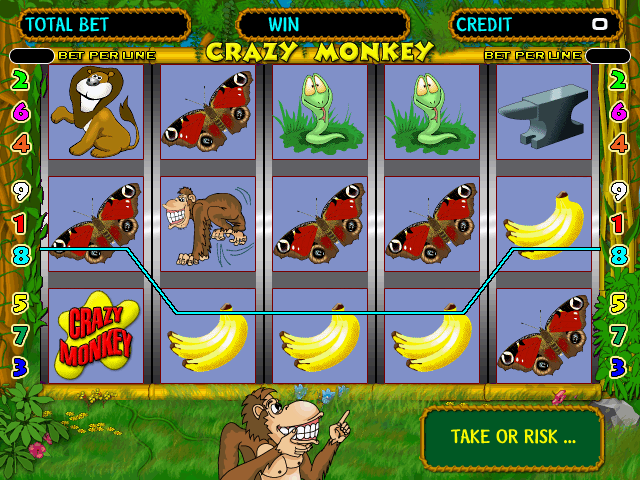 TOTAL BET WIN CREDIT 0
BET PER LINE CRAZY MONKEY BET PER LINE
2 2
6 6
4 4
9 9
1 1
8 8
5 5
CRAZY
MONKEY
7 7
3 3
TAKE OR RISK ...